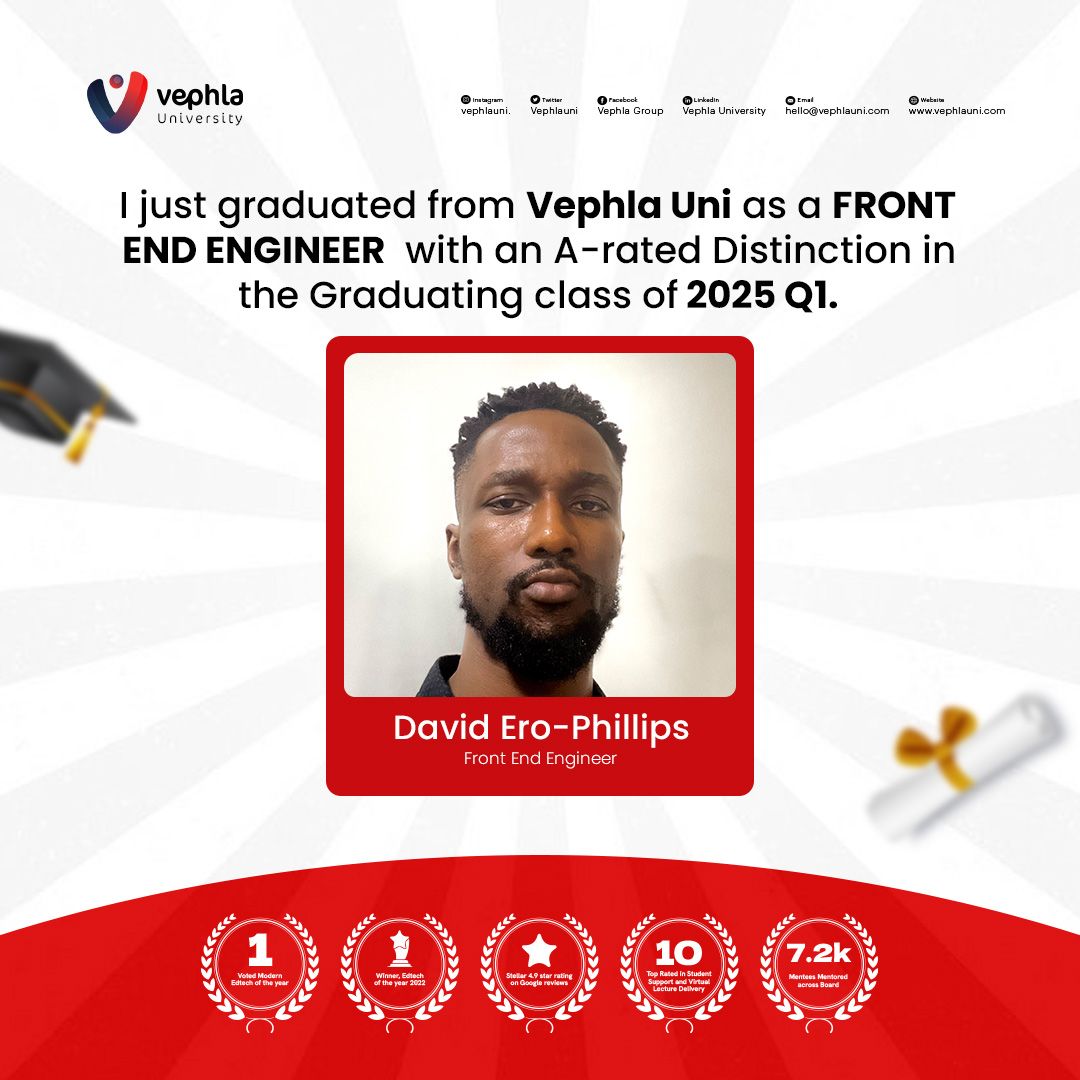 vephla
University
Instagram
vephlauni.
Twitter
Vephlauni
Facebook
Vephla Group
LinkedIn
Vephla University
Email
hello@vephlauni.com
Website
www.vephlauni.com
I just graduated from Vephla Uni as a FRONT
END ENGINEER with an A-rated Distinction in
the Graduating class of 2025 Q1.
David Ero-Phillips
Front End Engineer
1
Voted Modern
Edtech of the year
Winner, Edtech
of the year 2022
Stellar 4.9 star rating
on Google reviews
10
Top Rated in Student
Support and Virtual
Lecture Delivery
7.2k
Mentees Mentored
across Board